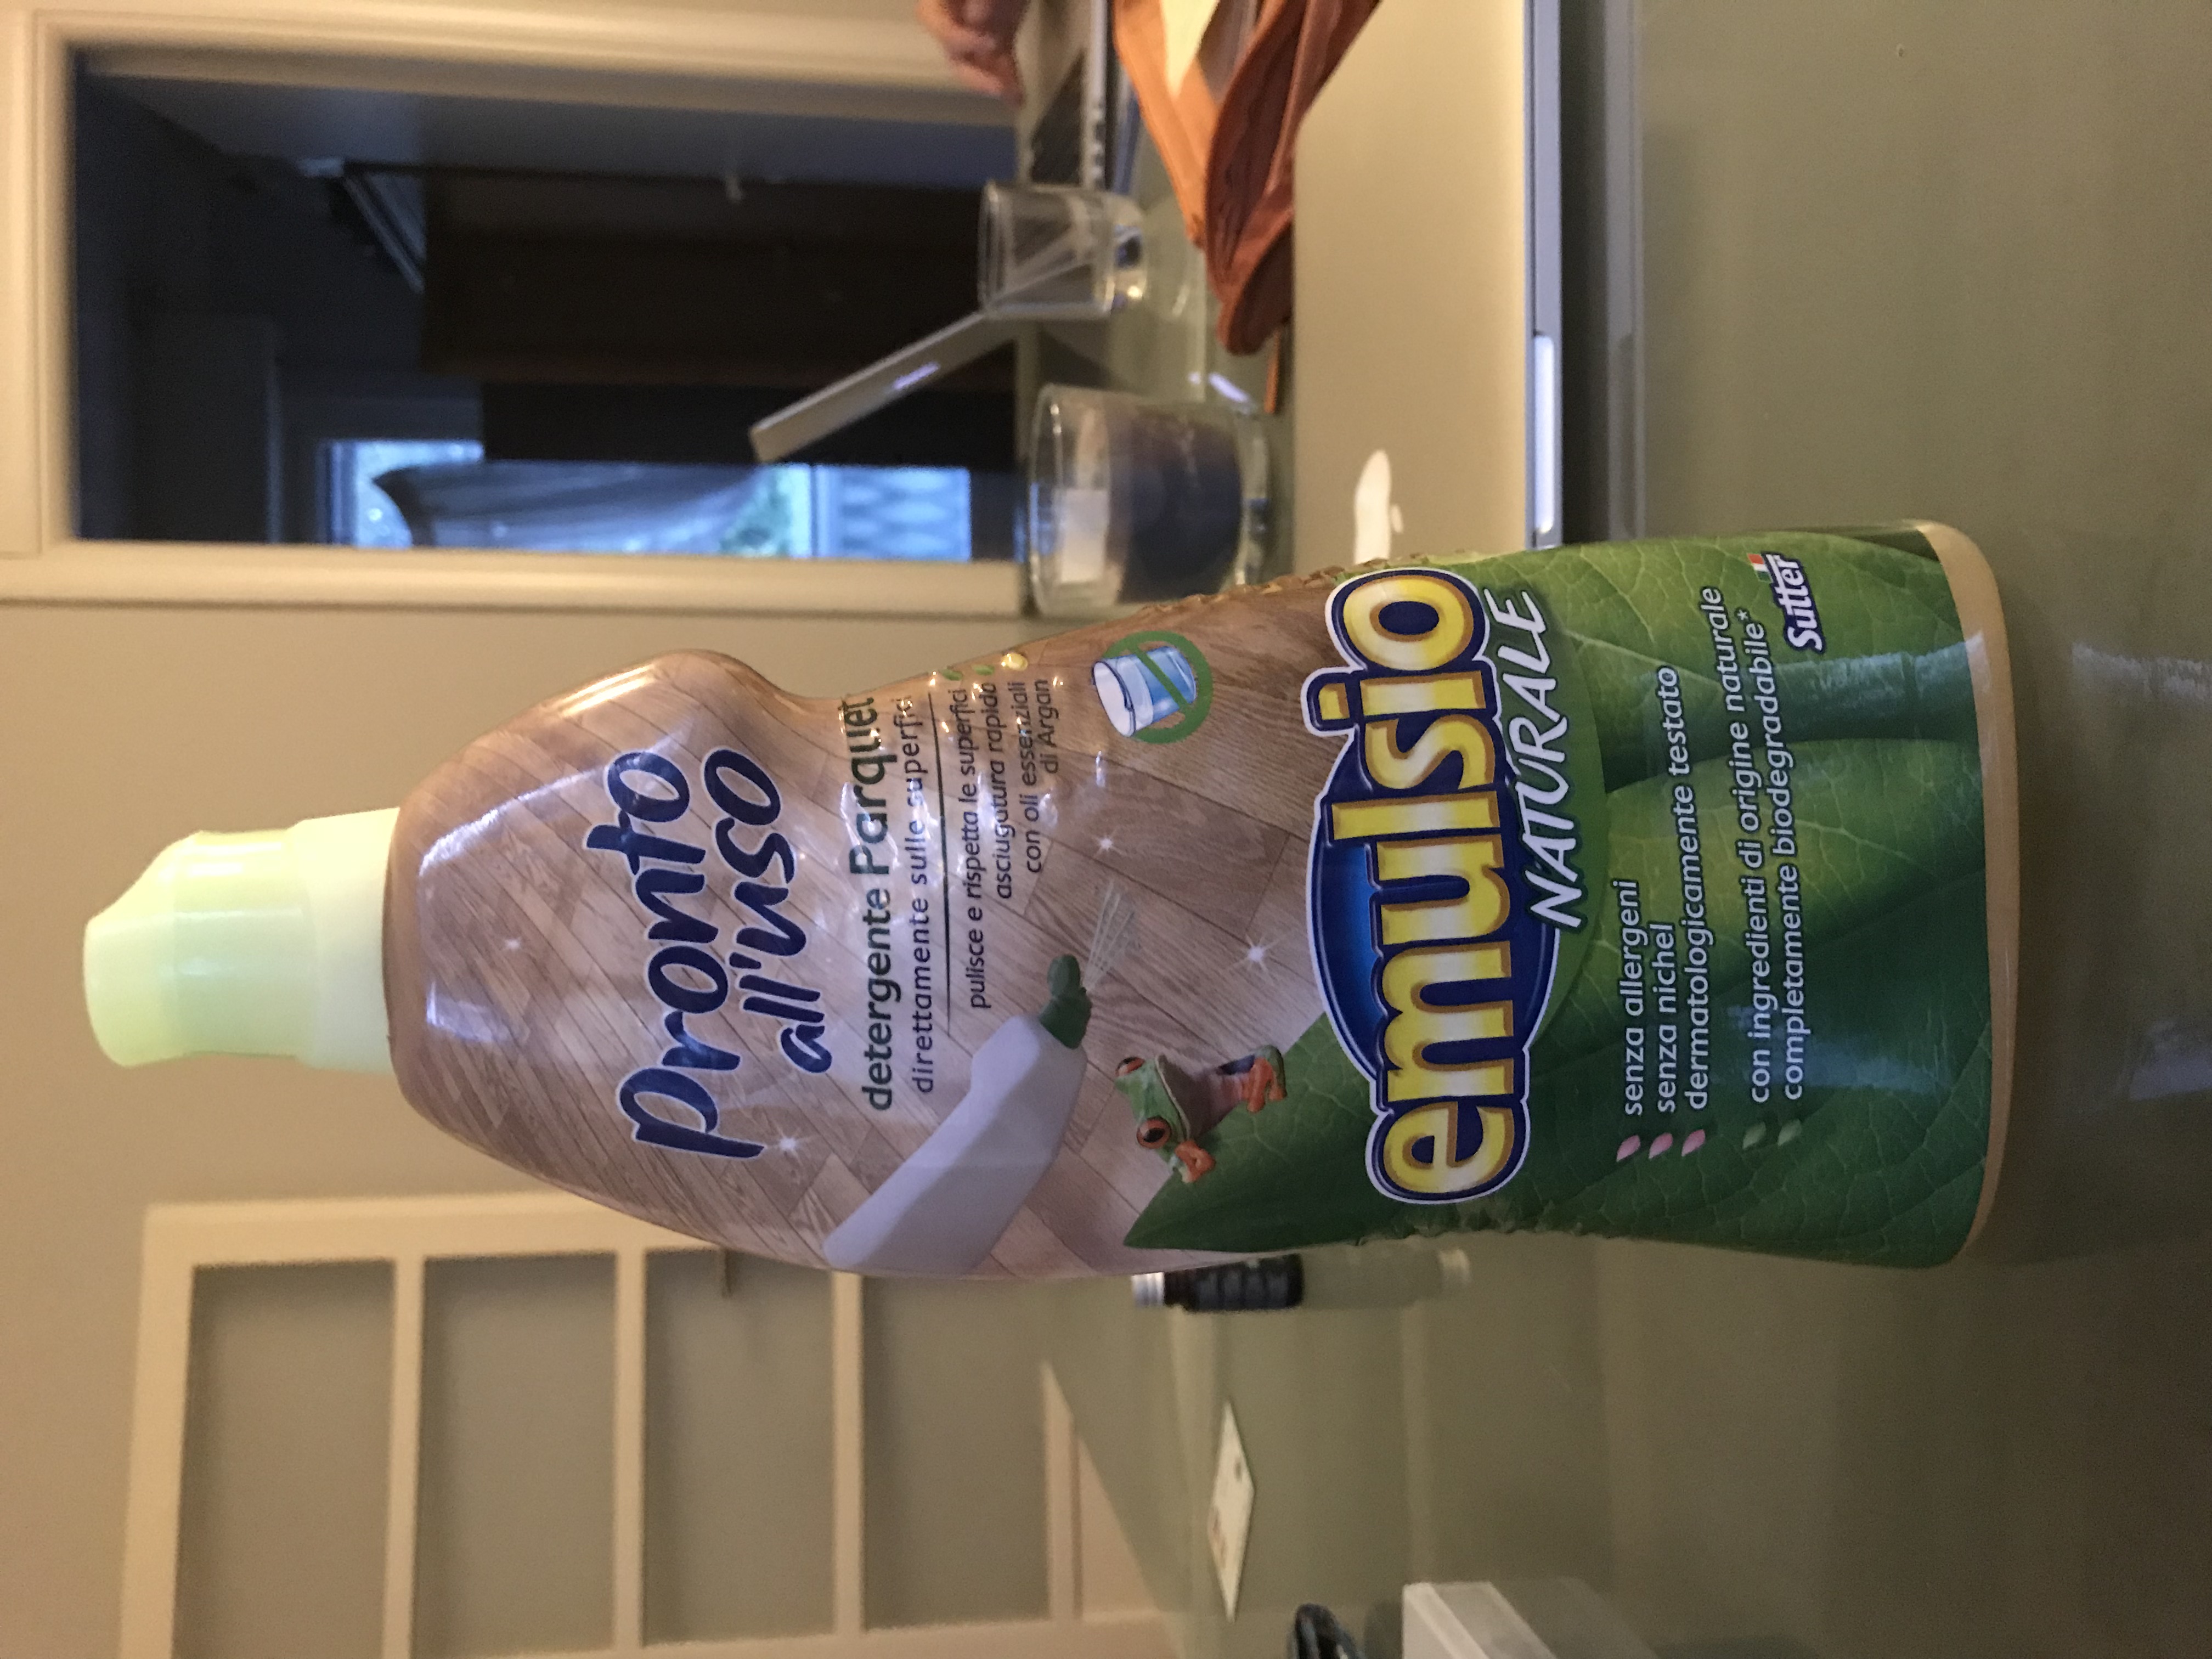 Pronto
all'uso
detergente Parquet
direttamente sulle superfici
pulisce e rispetta le superfici
asciugatura rapida
con oli essenziali
di Argan
emulsio
NATURALE
senza allergeni
senza nichel
dermatologicamente testato
con ingredienti di origine naturale
completamente biodegradabile*
Sutter